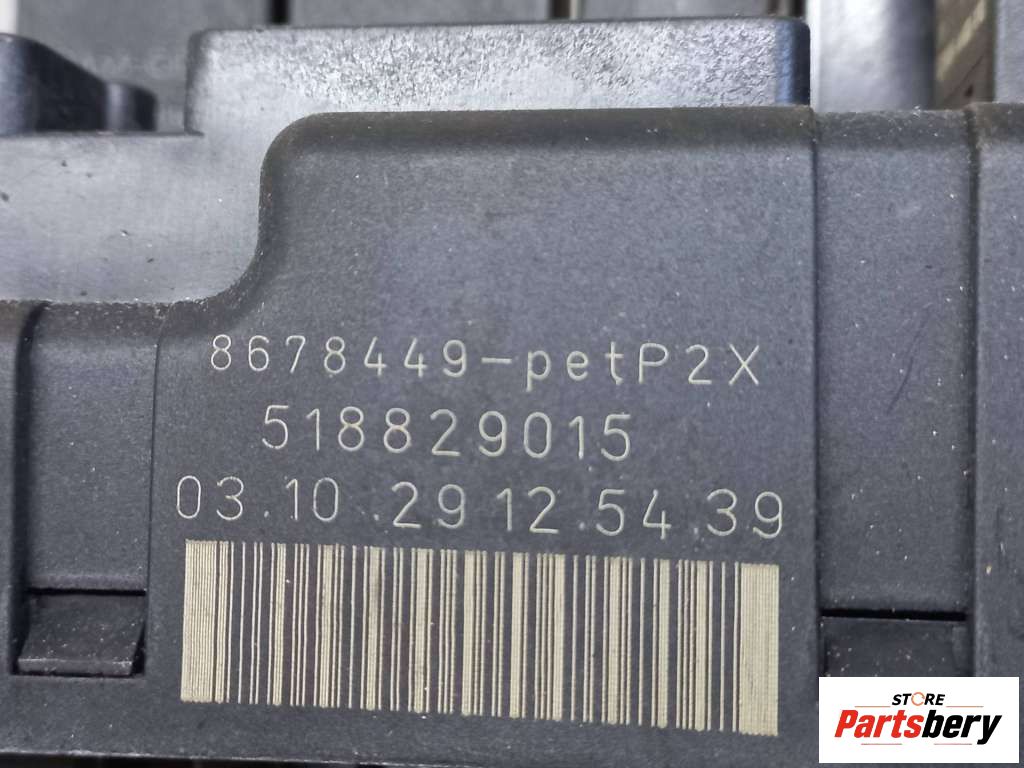 8678449-petP2X
518829015
03.10.29 12.54.39
STORE
Partsbery